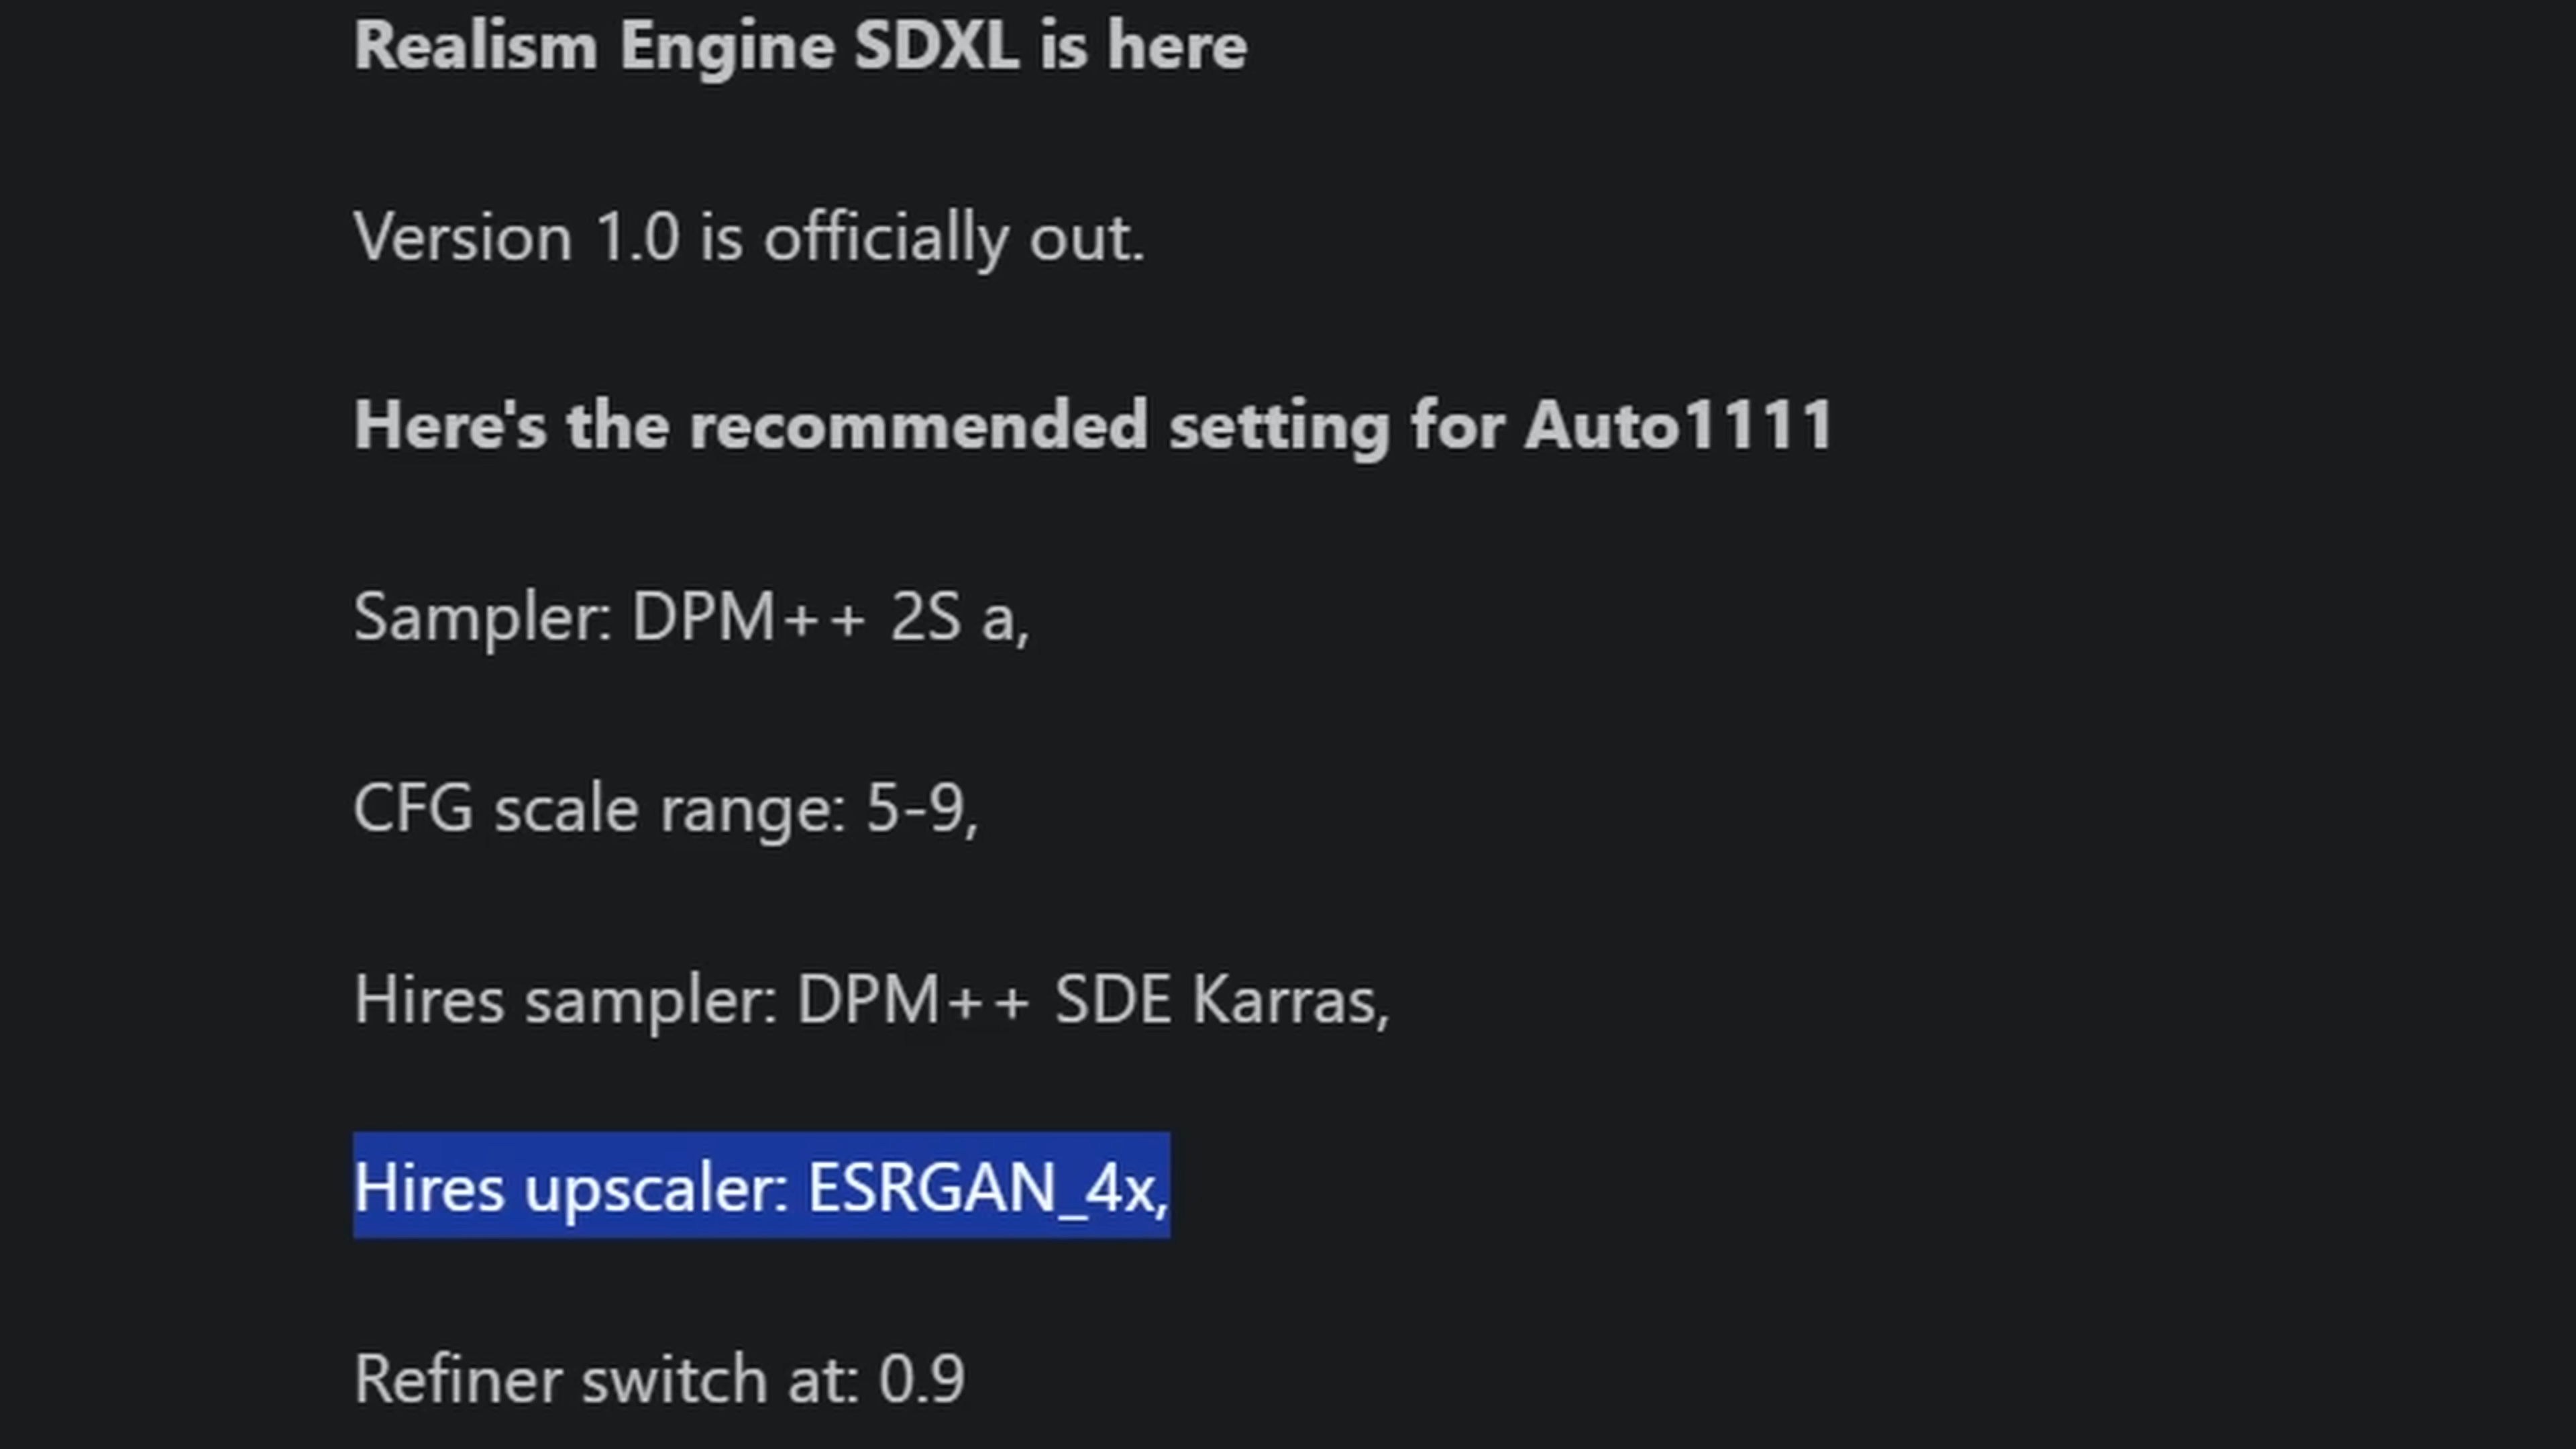 Realism Engine SDXL is here
Version 1.0 is officially out.
Here's the recommended setting for Auto1111
Sampler: DPM++ 2S a,
CFG scale range: 5-9,
Hires sampler: DPM++ SDE Karras,
Hires upscaler: ESRGAN_4x,
Refiner switch at: 0.9